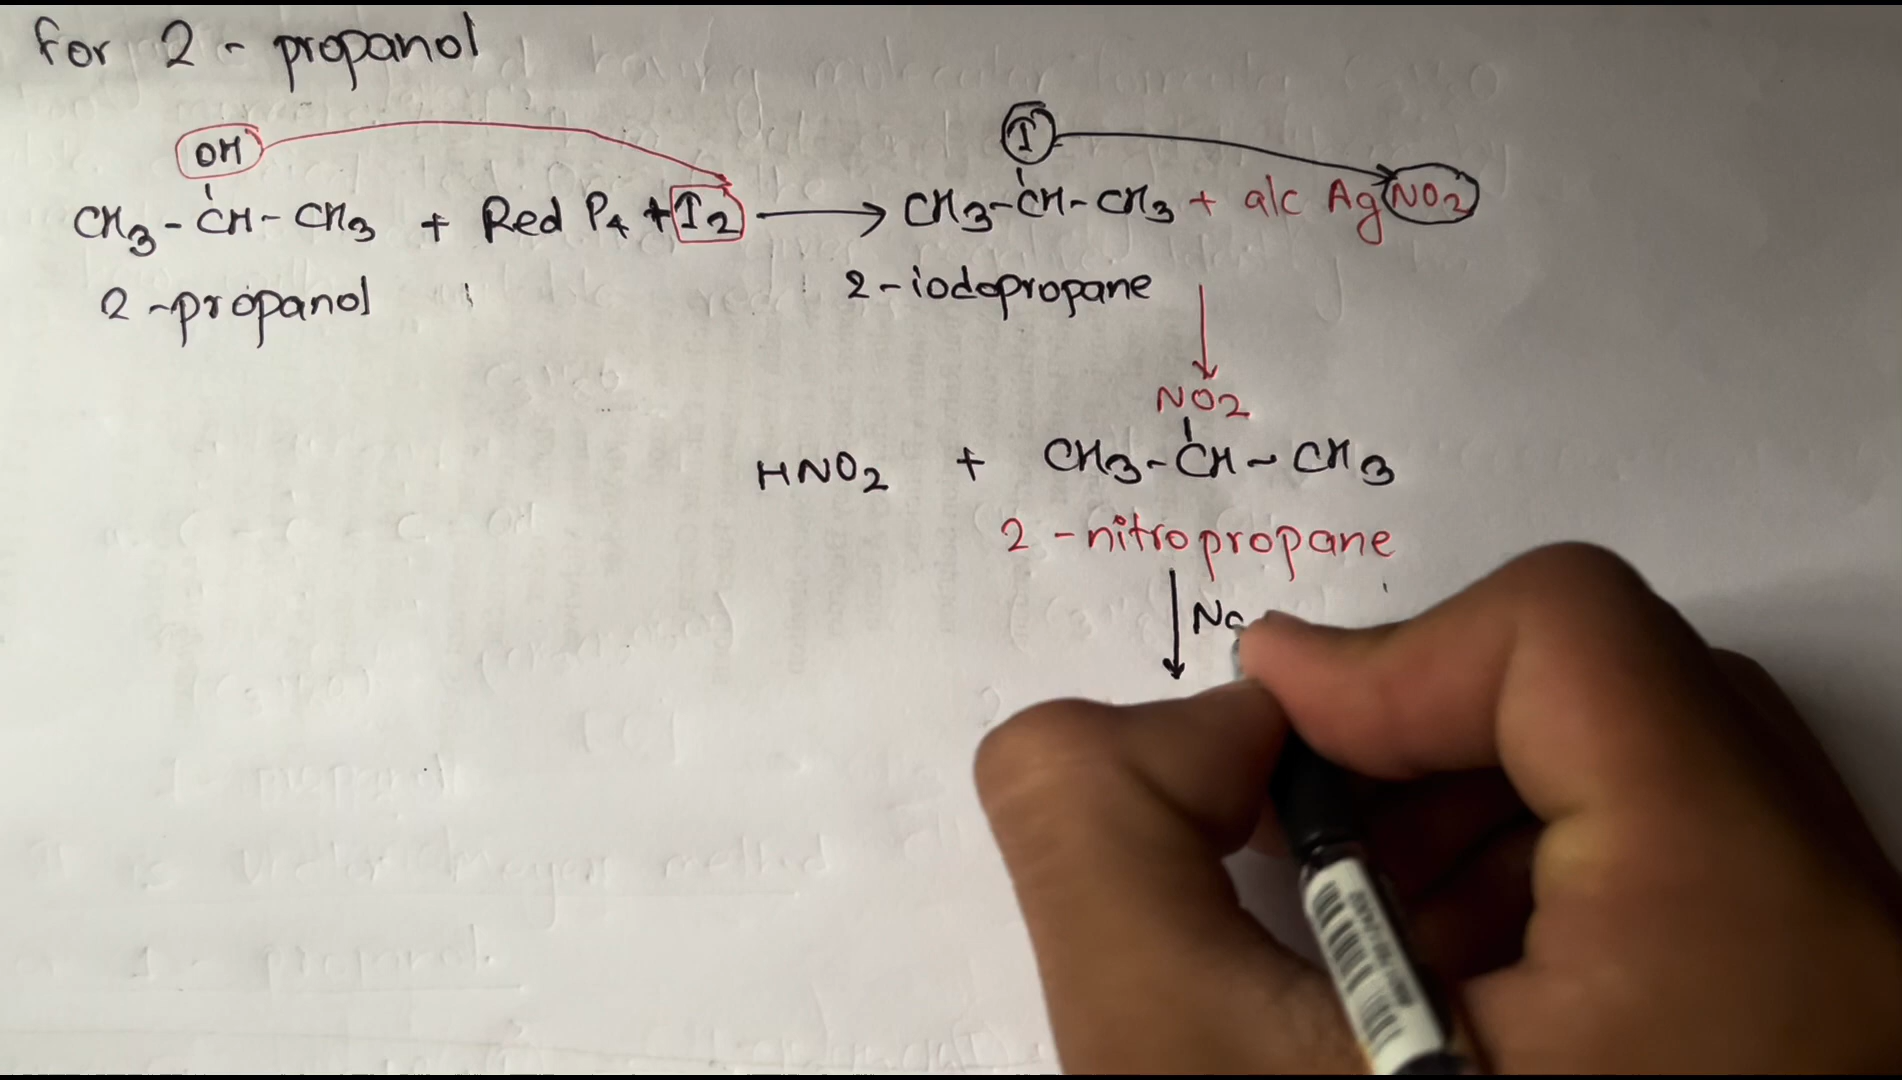 for 2 - propanol
OH
CH3 - CH - CH3 + Red P4 + I2 → CH3 - CH - CH3 + alc AgNO2
I
2 - propanol
2 - iodopropane
NO2
HNO2 + CH3 - CH - CH3
2 - nitropropane
Na